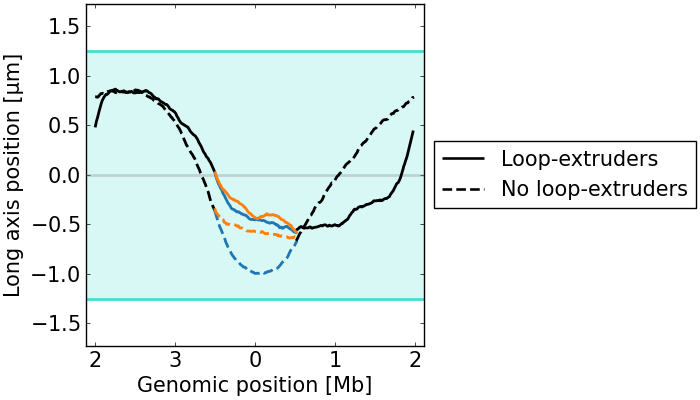 Long axis position [µm]
1.5
1.0
0.5
0.0
−0.5
−1.0
−1.5
2 3 0 1 2
Genomic position [Mb]
Loop-extruders
No loop-extruders